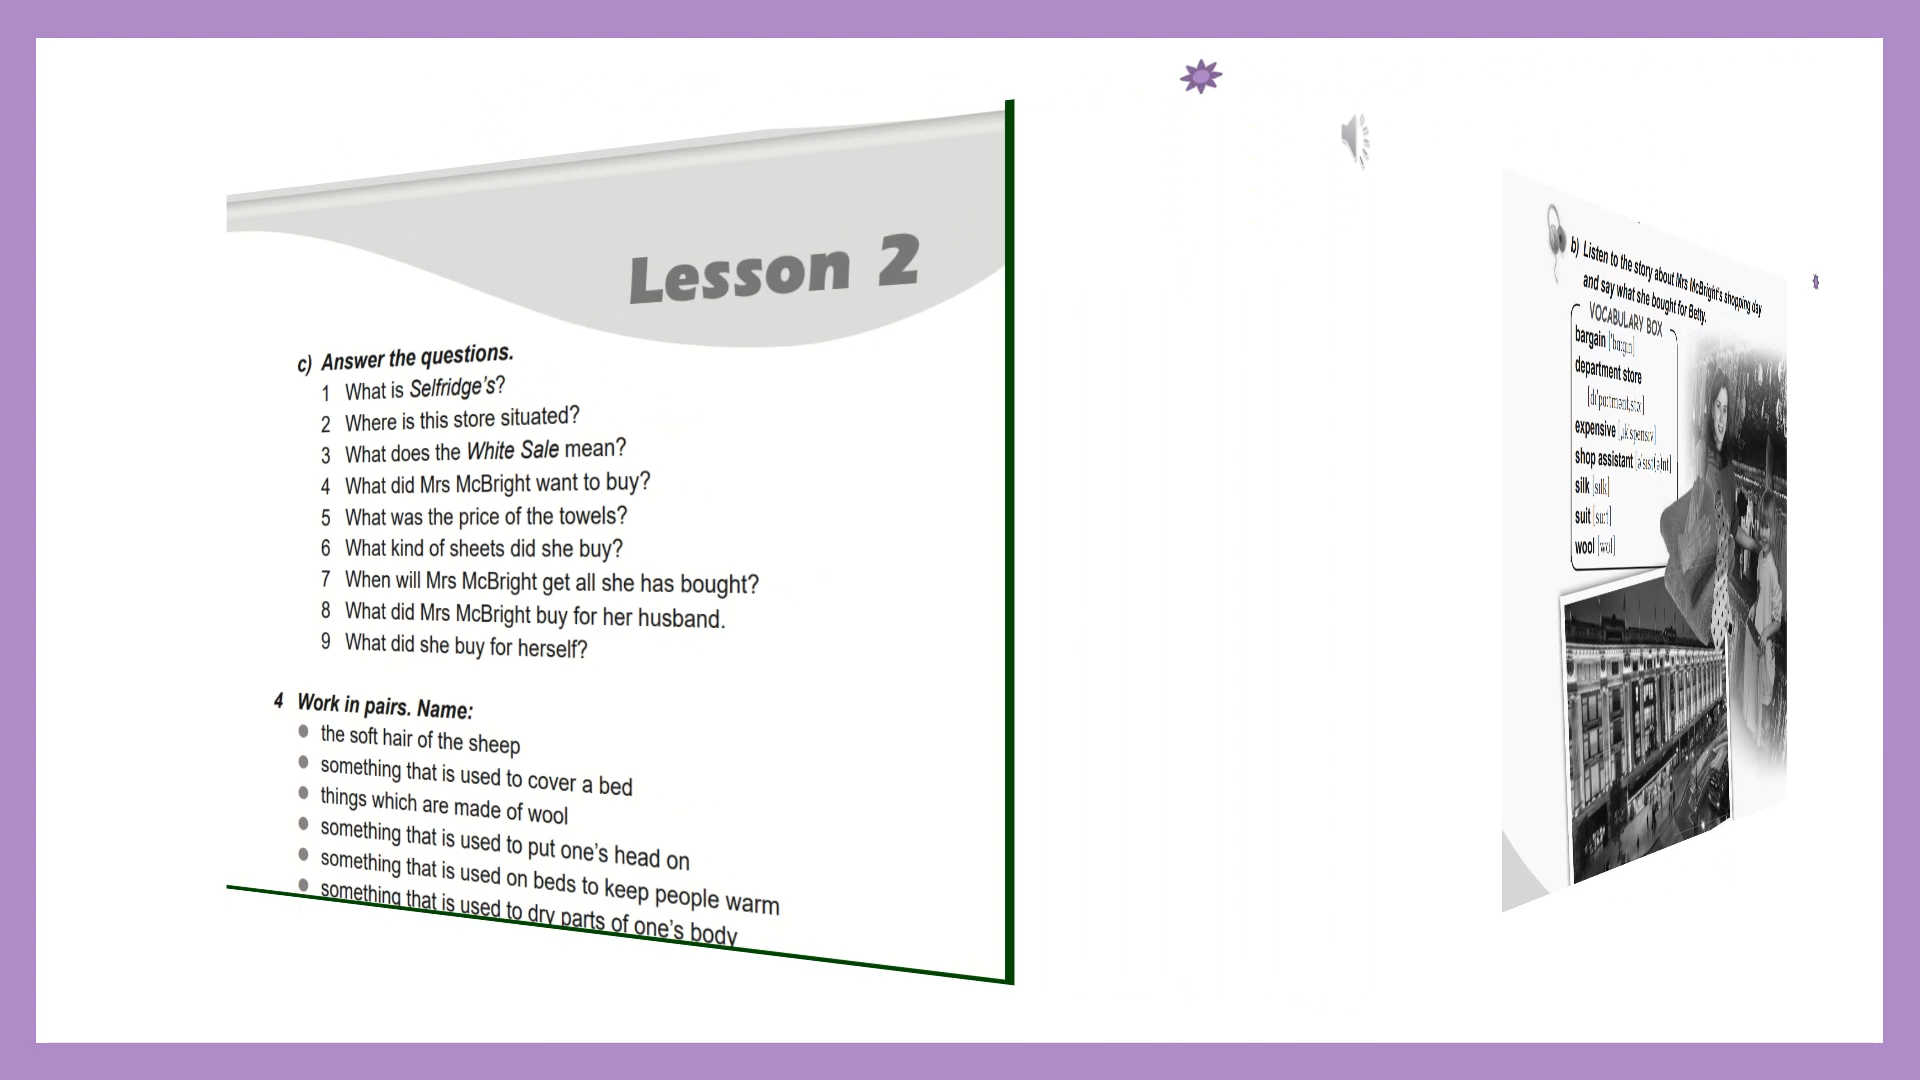 Lesson 2
c) Answer the questions.
1 What is Selfridge's?
2 Where is this store situated?
3 What does the White Sale mean?
4 What did Mrs McBright want to buy?
5 What was the price of the towels?
6 What kind of sheets did she buy?
7 When will Mrs McBright get all she has bought?
8 What did Mrs McBright buy for her husband.
9 What did she buy for herself?
4 Work in pairs. Name:
the soft hair of the sheep
something that is used to cover a bed
things which are made of wool
something that is used to put one's head on
something that is used on beds to keep people warm
something that is used to dry parts of one's body
b) Listen to the story about Mrs McBright's shopping day
and say what she bought for Betty.
VOCABULARY BOX
bargain
department store
expensive
shop assistant
silk [sɪlk]
suit [suːt]
wool [wʊl]